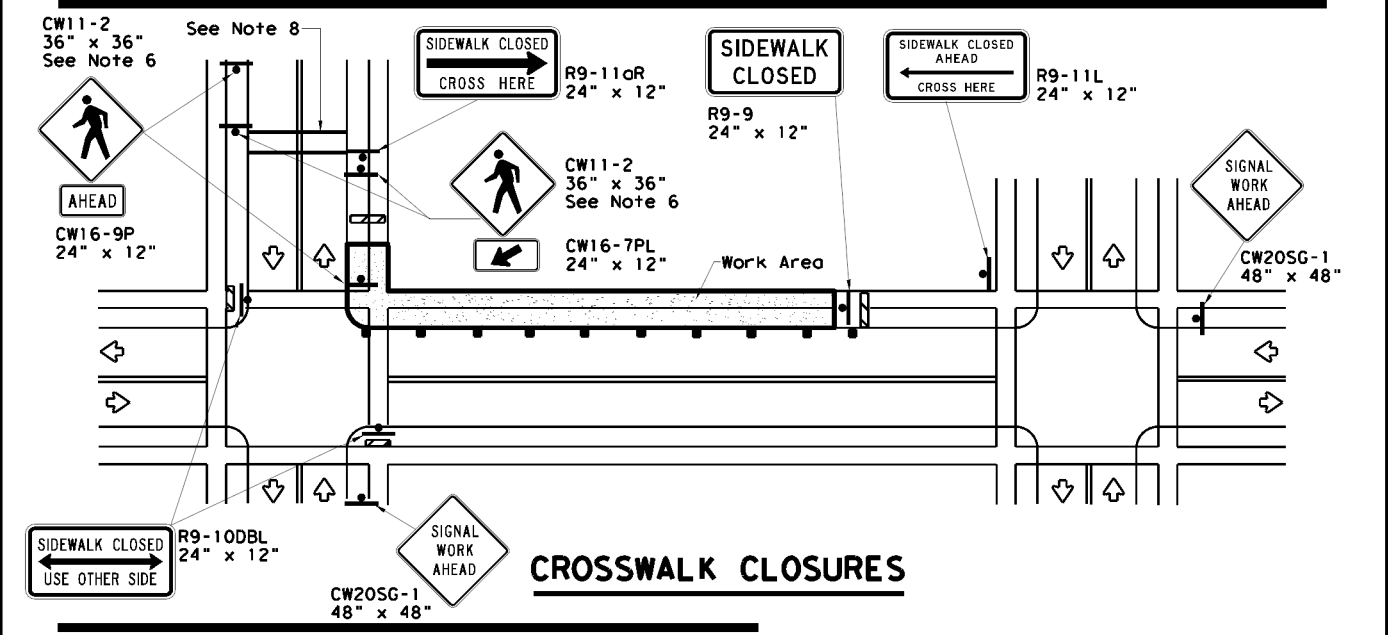 CW11-2
36" x 36"
See Note 6
See Note 8
AHEAD
CW16-9P
24" x 12"
SIDEWALK CLOSED
CROSS HERE
R9-11aR
24" x 12"
CW11-2
36" x 36"
See Note 6
CW16-7PL
24" x 12"
SIDEWALK
CLOSED
R9-9
24" x 12"
SIDEWALK CLOSED
AHEAD
CROSS HERE
R9-11L
24" x 12"
SIGNAL
WORK
AHEAD
CW20SG-1
48" x 48"
Work Area
SIDEWALK CLOSED
USE OTHER SIDE
R9-10DBL
24" x 12"
SIGNAL
WORK
AHEAD
CW20SG-1
48" x 48"
CROSSWALK CLOSURES